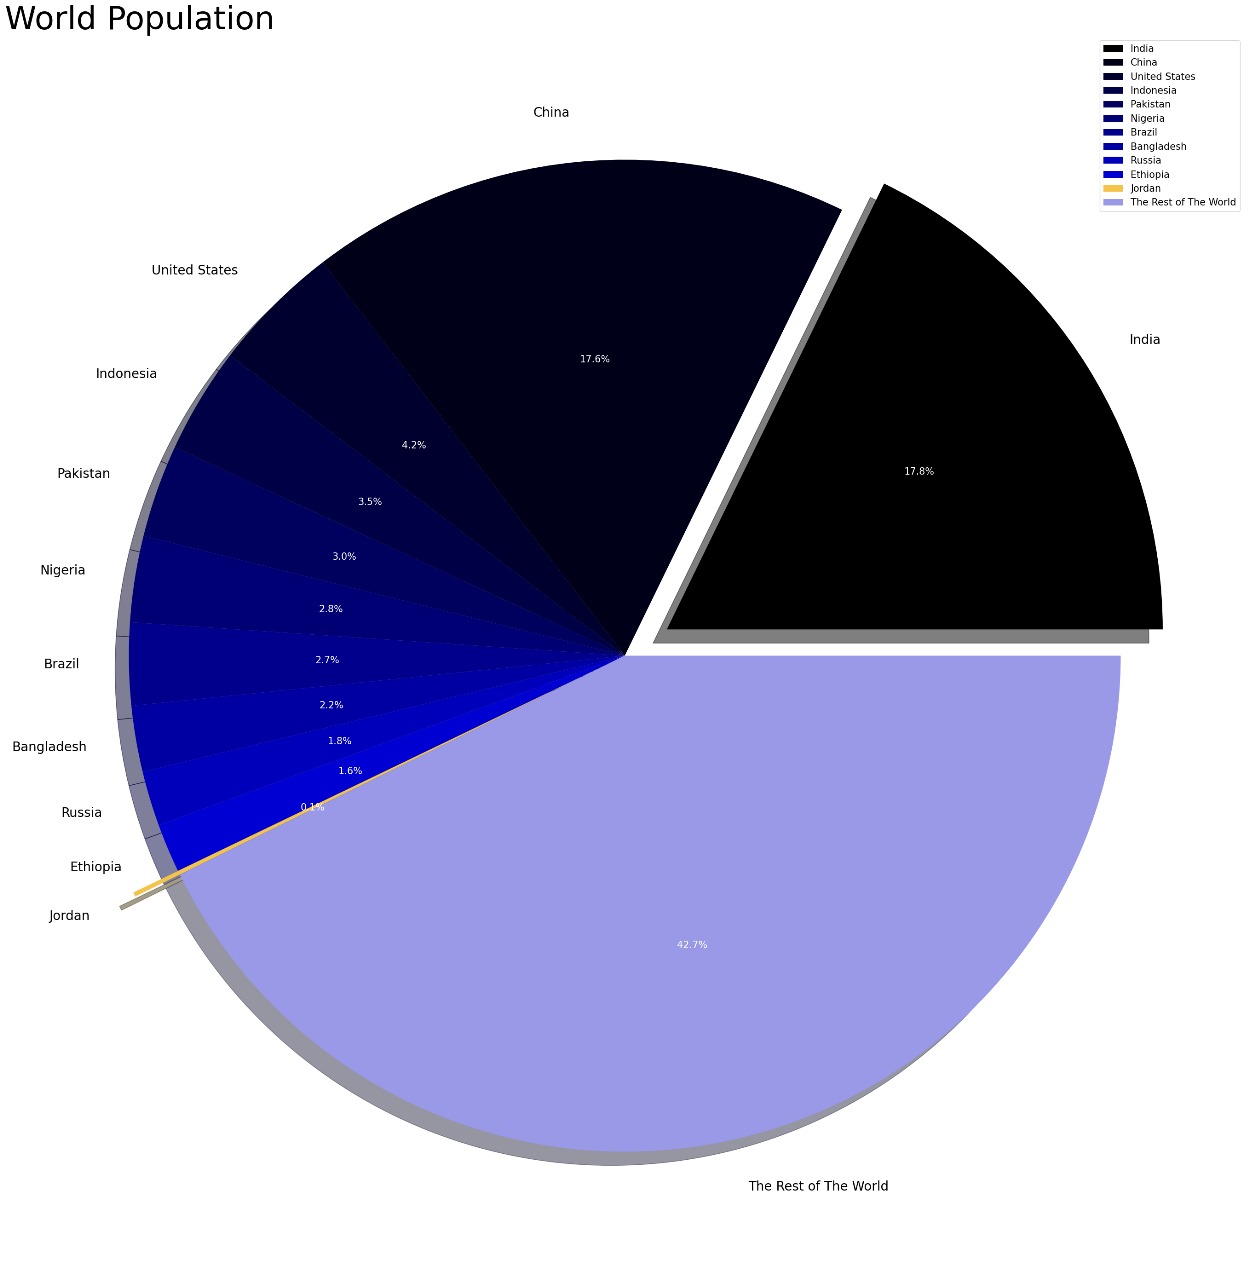 World Population
India
China
United States
Indonesia
Pakistan
Nigeria
Brazil
Bangladesh
Russia
Ethiopia
Jordan
The Rest of The World
China
United States
India
17.6%
Indonesia
4.2%
Pakistan
17.8%
3.5%
3.0%
Nigeria
2.8%
Brazil
2.7%
2.2%
Bangladesh
1.8%
1.6%
Russia
0.1%
Ethiopia
Jordan
42.7%
The Rest of The World